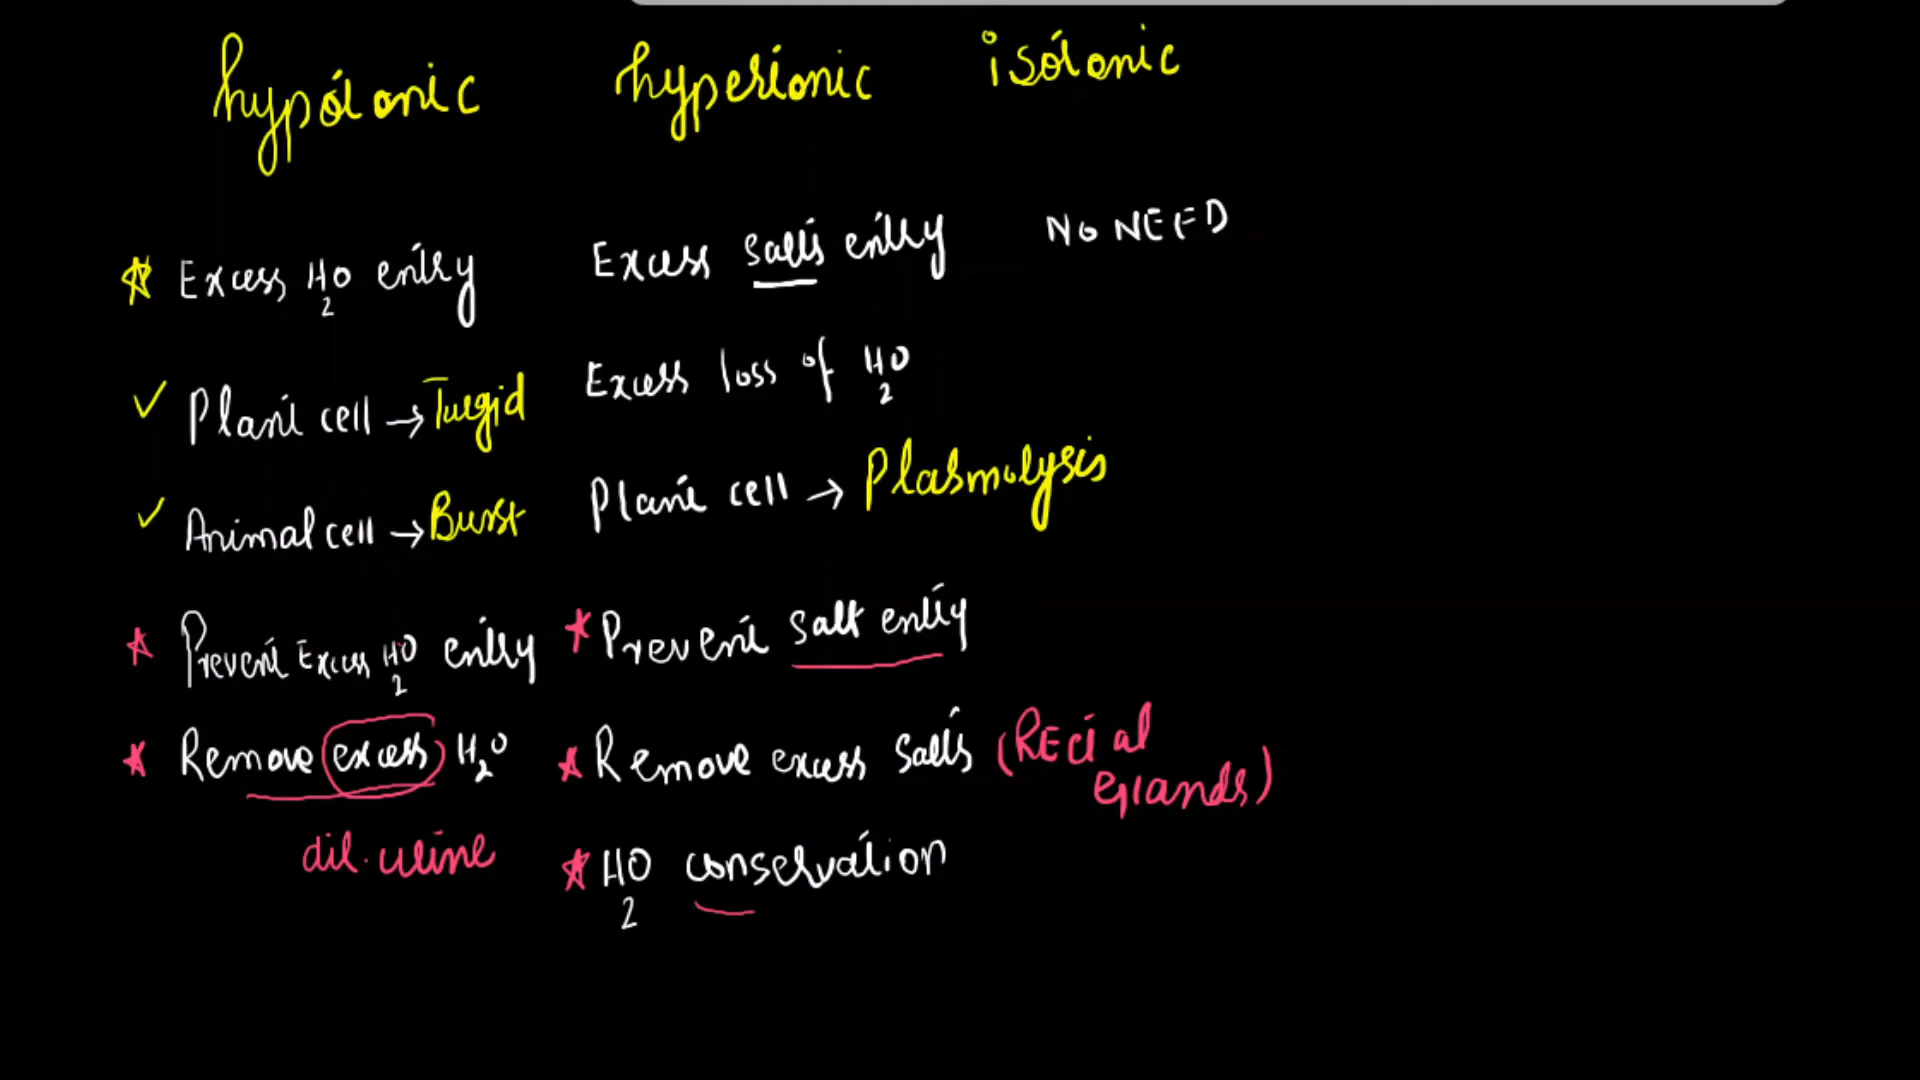 hypotonic hypertonic isotonic
Excess H2O entry
Plant cell → Turgid
Animal cell → Burst
Prevent Excess H2O entry
Remove excess H2O
dil. urine
Excess salts entry
Excess loss of H2O
Plant cell → Plasmolysis
Prevent salt entry
Remove excess salts (RECtal
glands)
H2O conservation
NO NEED